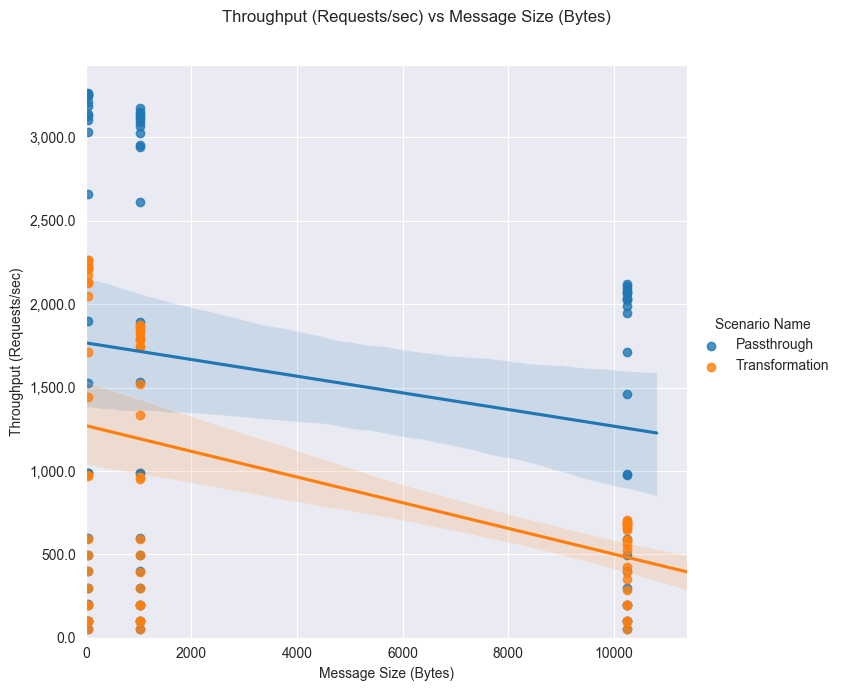 Throughput (Requests/sec) vs Message Size (Bytes)
3,000.0
2,500.0
2,000.0
1,500.0
1,000.0
500.0
0.0
Throughput (Requests/sec)
0 2000 4000 6000 8000 10000
Message Size (Bytes)
Scenario Name
Passthrough
Transformation